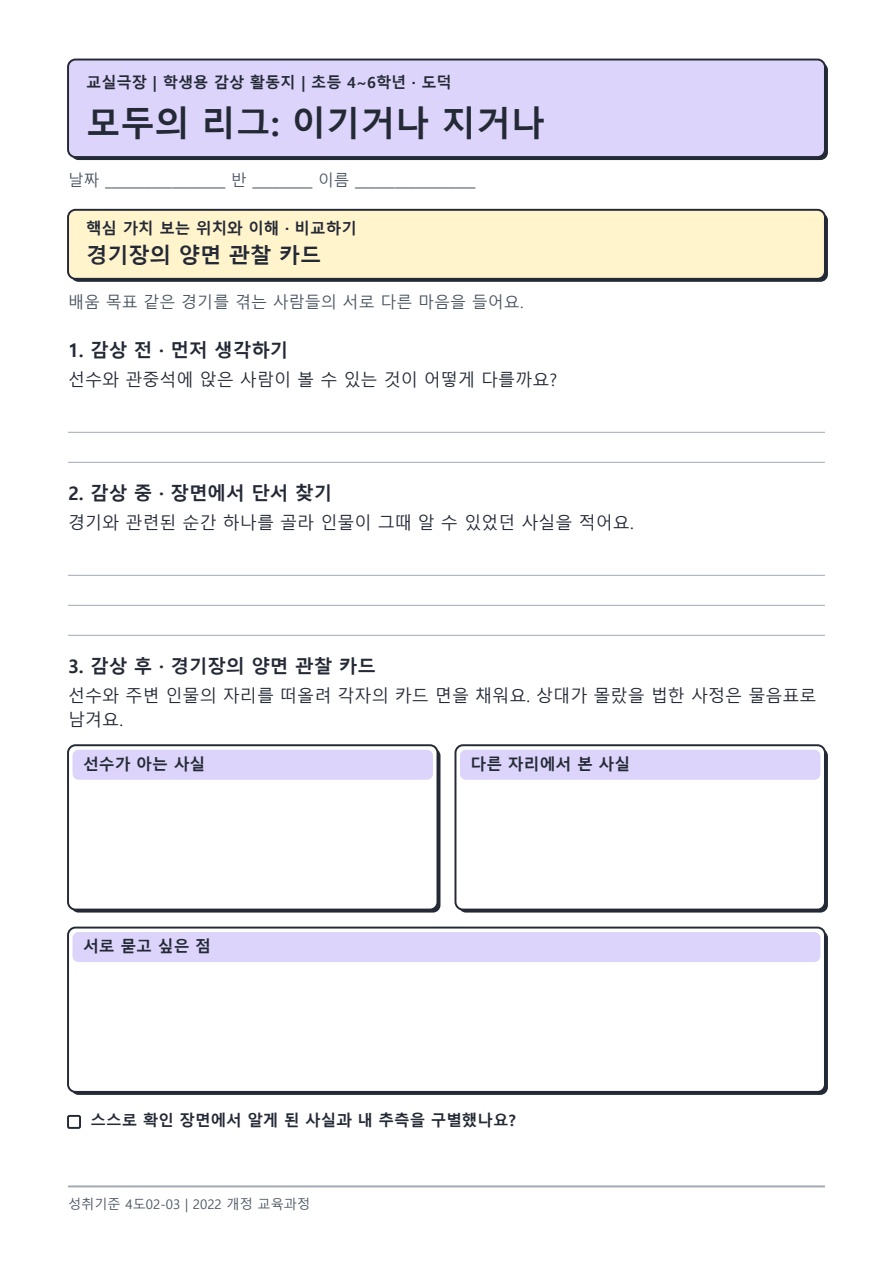 교실극장 | 학생용 감상 활동지 | 초등 4~6학년 · 도덕
모두의 리그: 이기거나 지거나
날짜 _______________ 반 _______ 이름 _______________
핵심 가치 보는 위치와 이해 · 비교하기
경기장의 양면 관찰 카드
배움 목표 같은 경기를 겪는 사람들의 서로 다른 마음을 들어요.
1. 감상 전 · 먼저 생각하기
선수와 관중석에 앉은 사람이 볼 수 있는 것이 어떻게 다를까요?
2. 감상 중 · 장면에서 단서 찾기
경기와 관련된 순간 하나를 골라 인물이 그때 알 수 있었던 사실을 적어요.
3. 감상 후 · 경기장의 양면 관찰 카드
선수와 주변 인물의 자리를 떠올려 각자의 카드 면을 채워요. 상대가 몰랐을 법한 사정은 물음표로
남겨요.
선수가 아는 사실
다른 자리에서 본 사실
서로 묻고 싶은 점
스스로 확인 장면에서 알게 된 사실과 내 추측을 구별했나요?
성취기준 4도02-03 | 2022 개정 교육과정